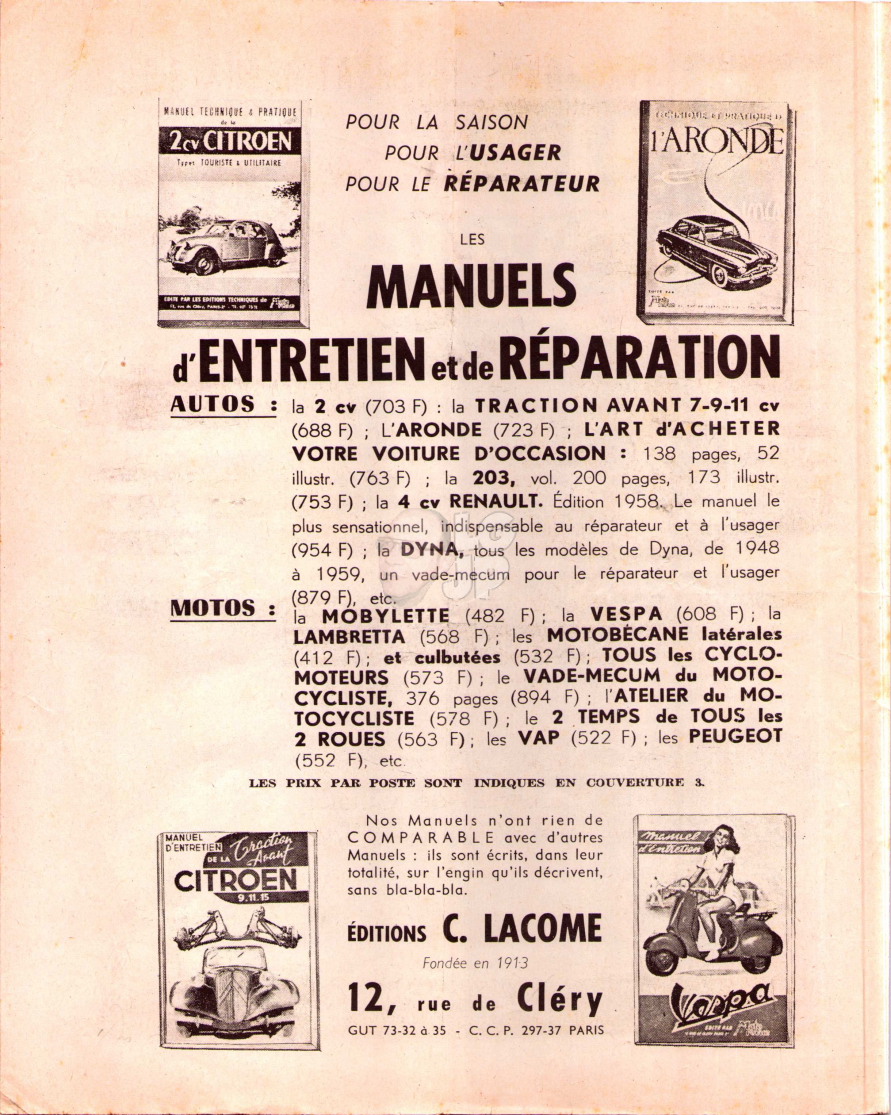 MANUEL TECHNIQUE & PRATIQUE
de la
2cv CITROEN
Types TOURISTE & UTILITAIRE
EDITE PAR LES EDITIONS TECHNIQUES de
POUR LA SAISON
POUR L'USAGER
POUR LE RÉPARATEUR
l'ARONDE
LES
MANUELS
d'ENTRETIEN et de RÉPARATION
AUTOS : la 2 cv (703 F) : la TRACTION AVANT 7-9-11 cv
(688 F) ; L'ARONDE (723 F) ; L'ART d'ACHETER
VOTRE VOITURE D'OCCASION : 138 pages, 52
illustr. (763 F) ; la 203, vol. 200 pages, 173 illustr.
(753 F) ; la 4 cv RENAULT. Édition 1958. Le manuel le
plus sensationnel, indispensable au réparateur et à l'usager
(954 F) ; la DYNA, tous les modèles de Dyna, de 1948
à 1959, un vade-mecum pour le réparateur et l'usager
(879 F), etc.
MOTOS : la MOBYLETTE (482 F) ; la VESPA (608 F) ; la
LAMBRETTA (568 F) ; les MOTOBÉCANE latérales
(412 F) ; et culbutées (532 F) ; TOUS les CYCLO-
MOTEURS (573 F) ; le VADE-MECUM du MOTO-
CYCLISTE, 376 pages (894 F) ; l'ATELIER du MO-
TOCYCLISTE (578 F) ; le 2 TEMPS de TOUS les
2 ROUES (563 F) ; les VAP (522 F) ; les PEUGEOT
(552 F), etc.
LES PRIX PAR POSTE SONT INDIQUES EN COUVERTURE 3.
MANUEL
D'ENTRETIEN
DE LA Traction
Avant
CITROEN
9.11.15
Nos Manuels n'ont rien de
COMPARABLE avec d'autres
Manuels : ils sont écrits, dans leur
totalité, sur l'engin qu'ils décrivent,
sans bla-bla-bla.
ÉDITIONS C. LACOME
Fondée en 1913
12, rue de Cléry
GUT 73-32 à 35 - C. C. P. 297-37 PARIS
manuel
d'entretien
Vespa